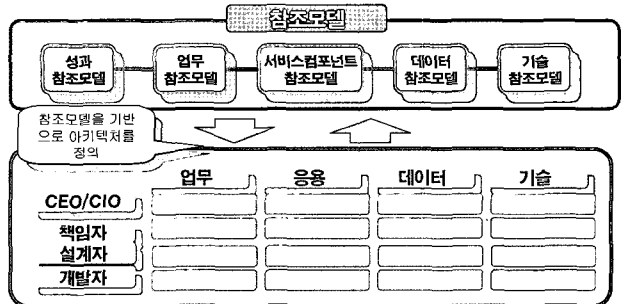 참조모델
성과
참조모델
업무
참조모델
서비스컴포넌트
참조모델
데이터
참조모델
기술
참조모델
참조모델을 기반
으로 아키텍처를
정의
업무 응용 데이터 기술
CEO/CIO
책임자
설계자
개발자